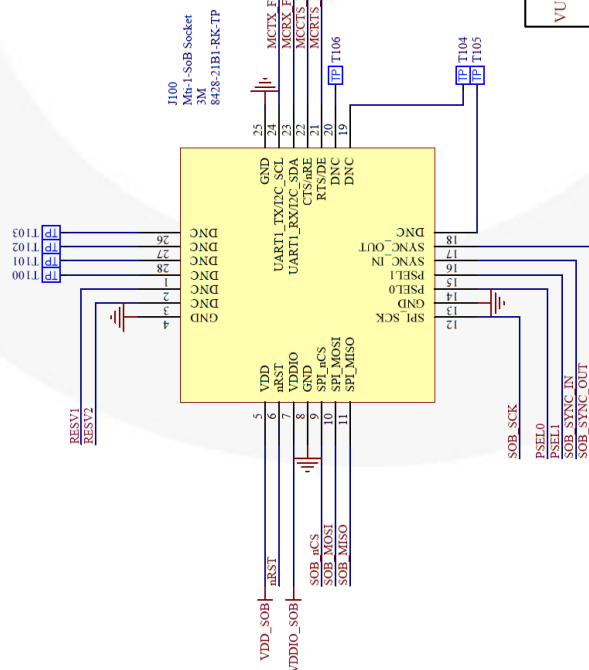 VU
MCTX_F
MCRX_F
MCCTS
MCRTS
T106
TP
T104
T105
TP
TP
J100
Mti-1-SoB Socket
3M
8428-21B1-RK-TP
25
24
23
22
21
20
19
GND
UART1_TX/I2C_SCL
UART1_RX/I2C_SDA
CTS/nRE
RTS/DE
DNC
DNC
T103
T102
T101
T100
TP
TP
TP
TP
26
27
28
1
2
3
4
DNC
DNC
DNC
DNC
DNC
DNC
GND
DNC
SYNC_OUT
SYNC_IN
PSEL1
PSEL0
GND
SPI_SCK
18
17
16
15
14
13
12
VDD
nRST
VDDIO
GND
SPI_nCS
SPI_MOSI
SPI_MISO
5
6
7
8
9
10
11
RESV1
RESV2
SOB_SCK
PSEL0
PSEL1
SOB_SYNC_IN
SOB_SYNC_OUT
nRST
SOB_nCS
SOB_MOSI
SOB_MISO
VDD_SOB
VDDIO_SOB